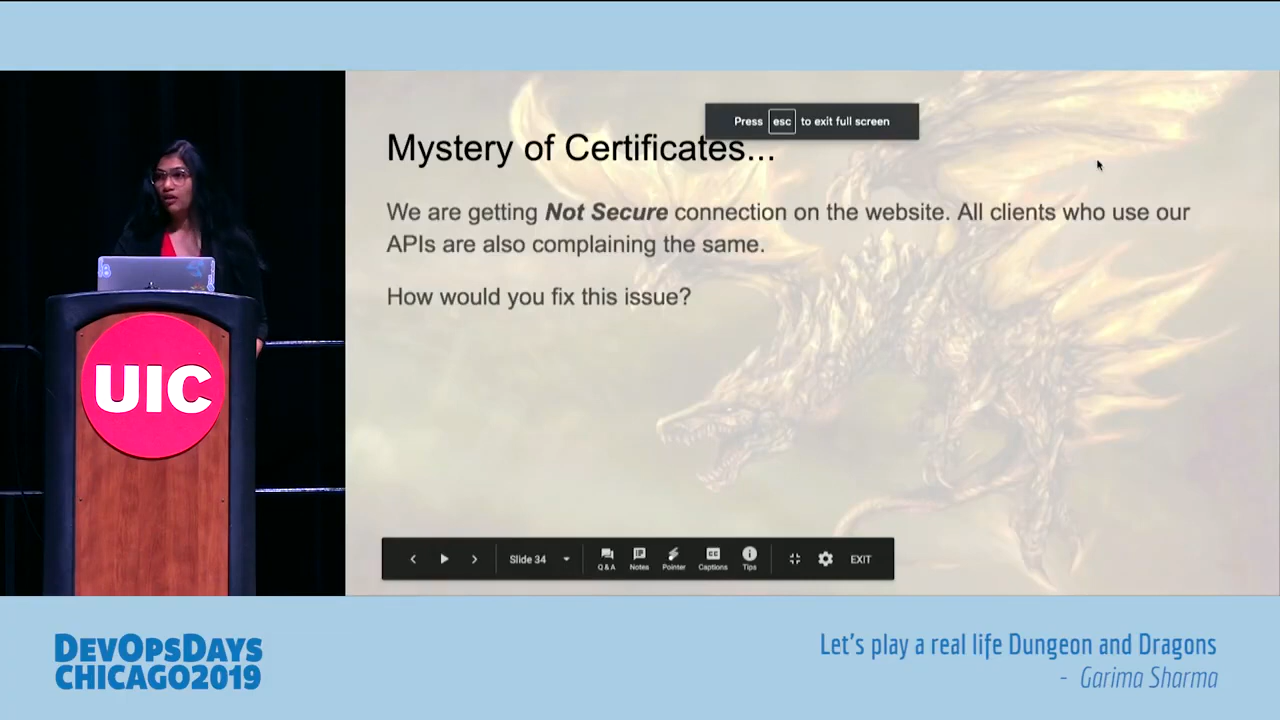 Press esc to exit full screen
Mystery of Certificates...
We are getting Not Secure connection on the website. All clients who use our
APIs are also complaining the same.
How would you fix this issue?
UIC
Slide 34
Q & A
Notes
Pointer
Captions
Tips
EXIT
DevOpsDays
Chicago2019
Let's play a real life Dungeon and Dragons
- Garima Sharma